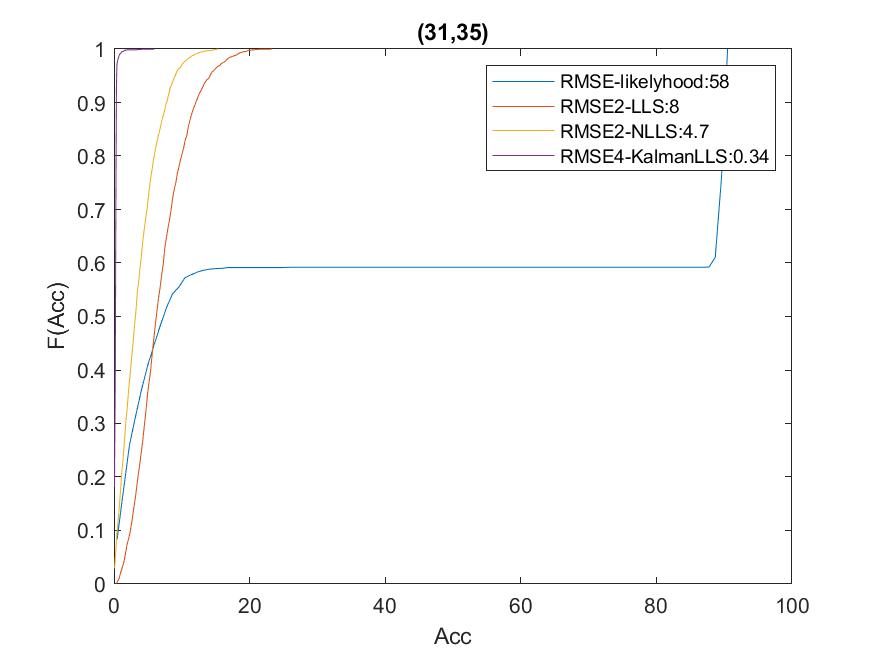 (31,35)
RMSE-likelyhood:58
RMSE2-LLS:8
RMSE2-NLLS:4.7
RMSE4-KalmanLLS:0.34
1
0.9
0.8
0.7
0.6
0.5
0.4
0.3
0.2
0.1
0
F(Acc)
0 20 40 60 80 100
Acc